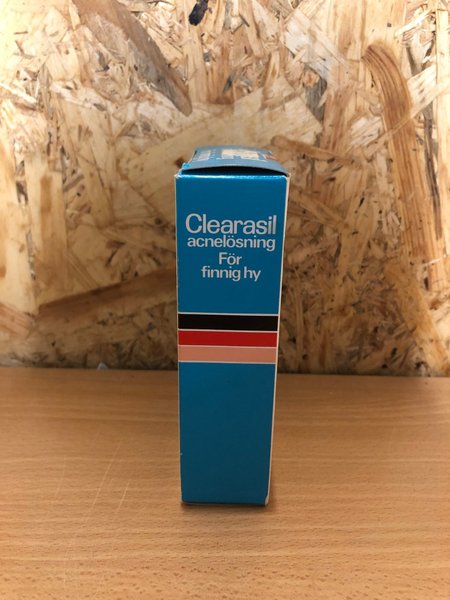 Clearasil
acnelösning
För
finnig hy